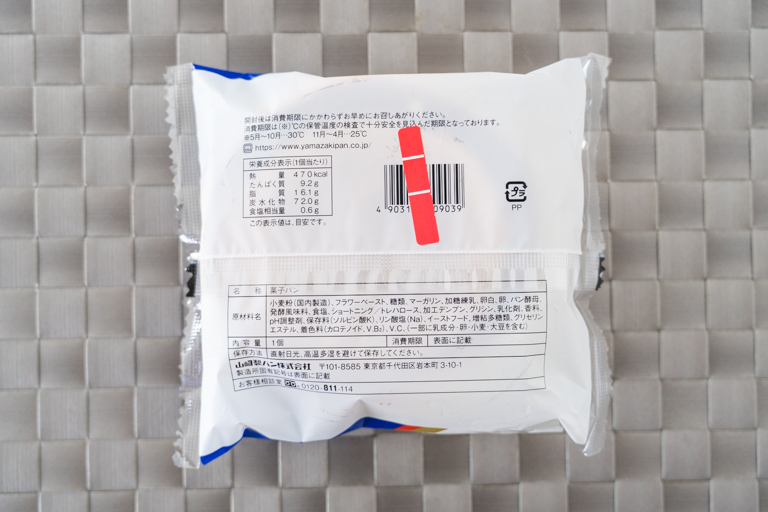 開封後は消費期限にかかわらずお早めにお召しあがりください。
消費期限は(※)℃の保管温度の検査で十分安全を見込んだ期限となっております。
※5月〜10月…30℃ 11月〜4月…25℃
https://www.yamazakipan.co.jp/
栄養成分表示(1個当たり)
熱量 470kcal
たんぱく質 9.2g
脂質 16.1g
炭水化物 72.0g
食塩相当量 0.6g
この表示値は、目安です。
4 9031 09039
プラ
PP
名称 菓子パン
原材料名 小麦粉(国内製造)、フラワーペースト、糖類、マーガリン、加糖練乳、卵白、卵、パン酵母、
発酵風味料、食塩、ショートニング/トレハロース、加工デンプン、グリシン、乳化剤、香料、
pH調整剤、保存料(ソルビン酸K)、リン酸塩(Na)、イーストフード、増粘多糖類、グリセリン
エステル、着色料(カロテノイド、V.B₂)、V.C、(一部に乳成分・卵・小麦・大豆を含む)
内容量 1個 消費期限 表面に記載
保存方法 直射日光、高温多湿を避けて保存してください。
山崎製パン株式会社 〒101-8585 東京都千代田区岩本町3-10-1
製造所固有記号は表面に記載
お客様相談室 0120-811-114